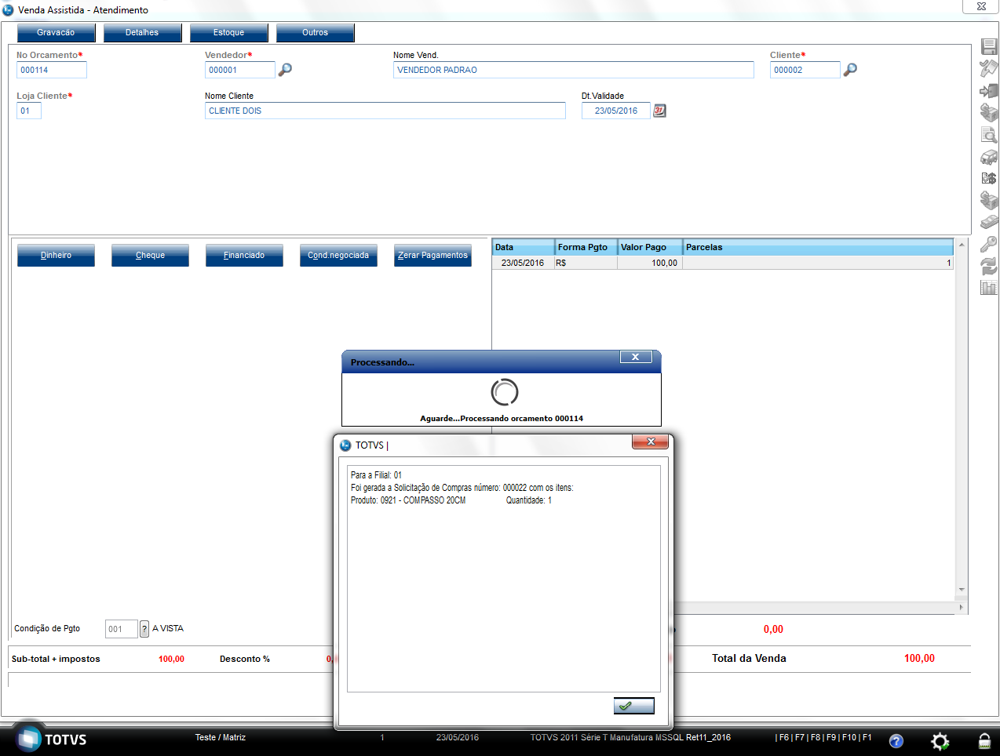 Venda Assistida - Atendimento
Gravacão Detalhes Estoque Outros
No Orcamento* Vendedor* Nome Vend. Cliente*
000114 000001 VENDEDOR PADRAO 000002
Loja Cliente* Nome Cliente Dt.Validade
01 CLIENTE DOIS 23/05/2016 31
Dinheiro Cheque Financiado Cond.negociada Zerar Pagamentos
Data Forma Pgto Valor Pago Parcelas
23/05/2016 R$ 100,00 1
Processando...
Aguarde...Processando orcamento 000114
TOTVS |
Para a Filial: 01
Foi gerada a Solicitação de Compras número: 000022 com os itens:
Produto: 0921 - COMPASSO 20CM Quantidade: 1
Condição de Pgto 001 ? A VISTA 0,00
Sub-total + impostos 100,00 Desconto % Total da Venda 100,00
TOTVS Teste / Matriz 1 23/05/2016 TOTVS 2011 Série T Manufatura MSSQL Ret11_2016 | F6 | F7 | F8 | F9 | F10 | F1 ?